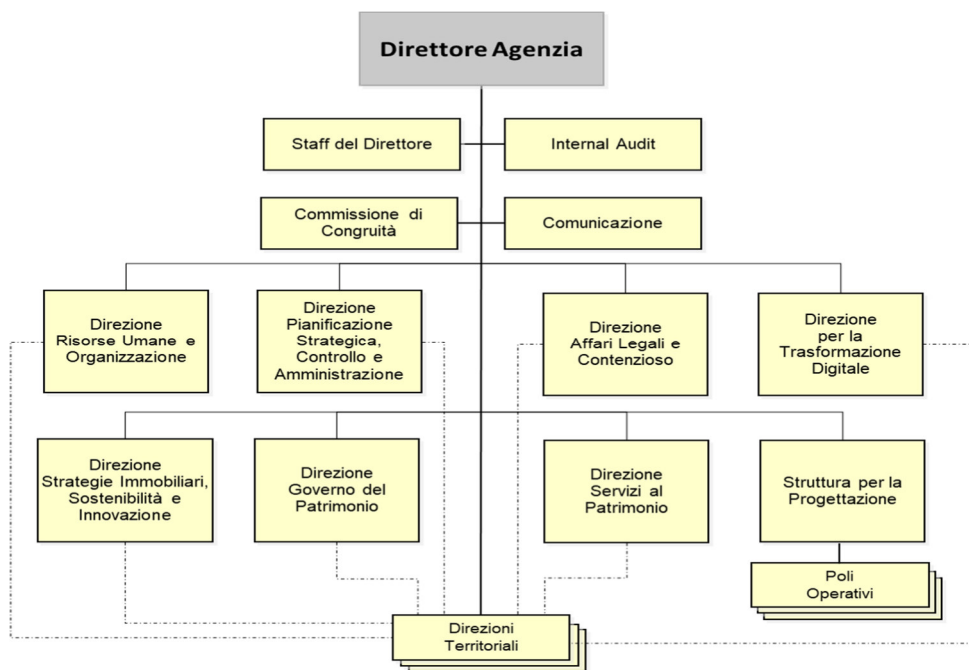 Direttore Agenzia
Staff del Direttore
Internal Audit
Commissione di
Congruità
Comunicazione
Direzione
Risorse Umane e
Organizzazione
Direzione
Pianificazione
Strategica,
Controllo e
Amministrazione
Direzione
Affari Legali e
Contenzioso
Direzione
per la
Trasformazione
Digitale
Direzione
Strategie Immobiliari,
Sostenibilità e
Innovazione
Direzione
Governo del
Patrimonio
Direzione
Servizi al
Patrimonio
Struttura per la
Progettazione
Poli
Operativi
Direzioni
Territoriali